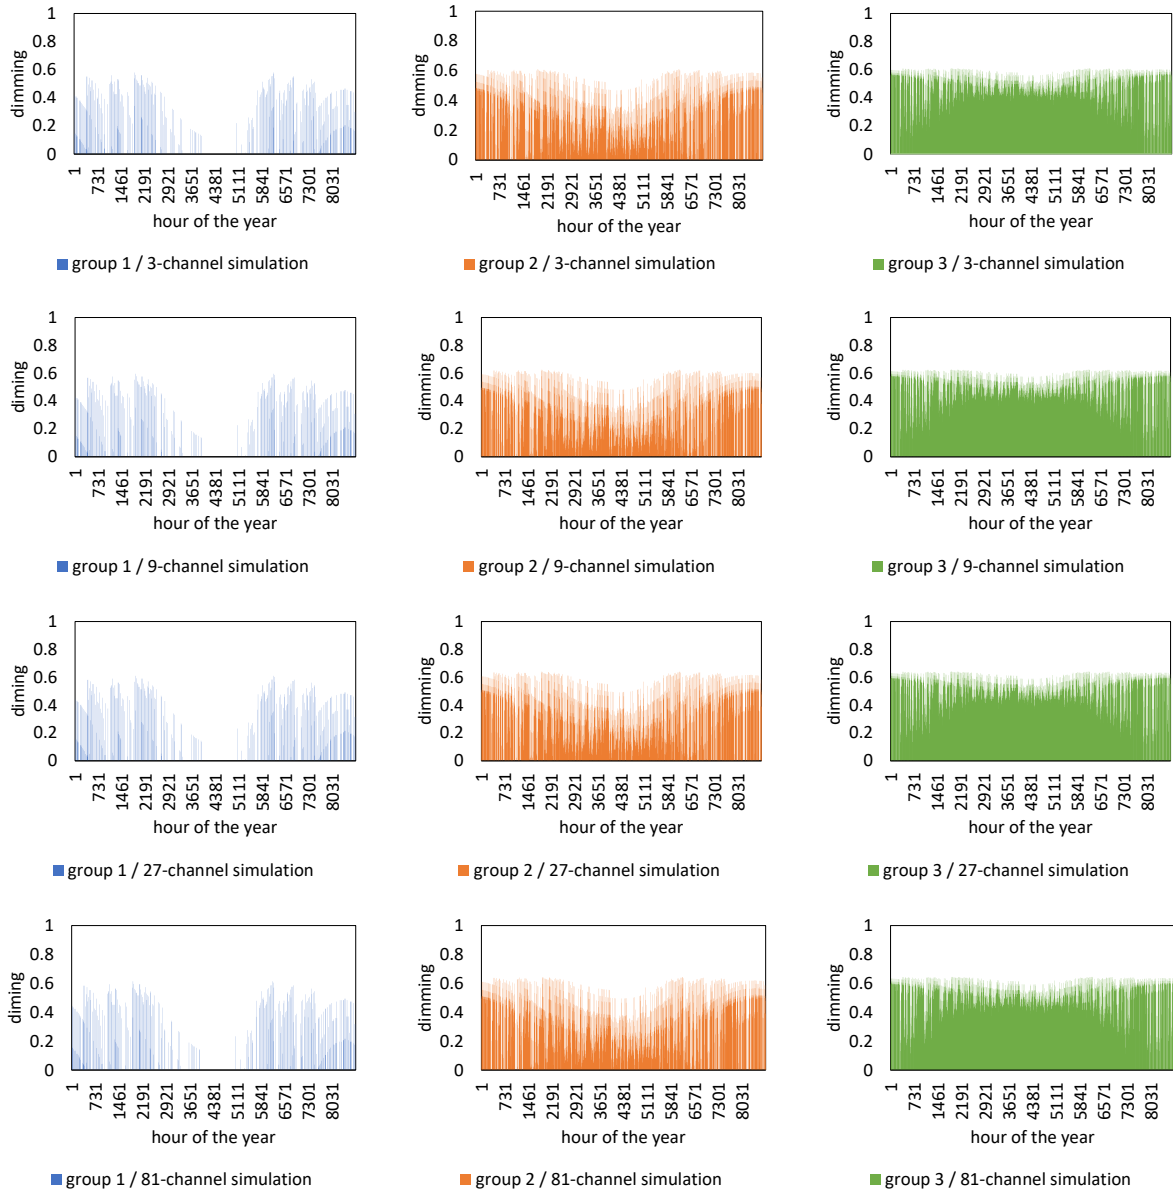 dimming
1
0.8
0.6
0.4
0.2
0
1 731 1461 2191 2921 3651 4381 5111 5841 6571 7301 8031
hour of the year
group 1 / 3-channel simulation
dmming
1
0.8
0.6
0.4
0.2
0
1 731 1461 2191 2921 3651 4381 5111 5841 6571 7301 8031
hour of the year
group 2 / 3-channel simulation
dimming
1
0.8
0.6
0.4
0.2
0
1 731 1461 2191 2921 3651 4381 5111 5841 6571 7301 8031
hour of the year
group 3 / 3-channel simulation
dimming
1
0.8
0.6
0.4
0.2
0
1 731 1461 2191 2921 3651 4381 5111 5841 6571 7301 8031
hour of the year
group 1 / 9-channel simulation
dimming
1
0.8
0.6
0.4
0.2
0
1 731 1461 2191 2921 3651 4381 5111 5841 6571 7301 8031
hour of the year
group 2 / 9-channel simulation
dimming
1
0.8
0.6
0.4
0.2
0
1 731 1461 2191 2921 3651 4381 5111 5841 6571 7301 8031
hour of the year
group 3 / 9-channel simulation
dimming
1
0.8
0.6
0.4
0.2
0
1 731 1461 2191 2921 3651 4381 5111 5841 6571 7301 8031
hour of the year
group 1 / 27-channel simulation
dimming
1
0.8
0.6
0.4
0.2
0
1 731 1461 2191 2921 3651 4381 5111 5841 6571 7301 8031
hour of the year
group 2 / 27-channel simulation
dimming
1
0.8
0.6
0.4
0.2
0
1 731 1461 2191 2921 3651 4381 5111 5841 6571 7301 8031
hour of the year
group 3 / 27-channel simulation
dimming
1
0.8
0.6
0.4
0.2
0
1 731 1461 2191 2921 3651 4381 5111 5841 6571 7301 8031
hour of the year
group 1 / 81-channel simulation
dimming
1
0.8
0.6
0.4
0.2
0
1 731 1461 2191 2921 3651 4381 5111 5841 6571 7301 8031
hour of the year
group 2 / 81-channel simulation
dimming
1
0.8
0.6
0.4
0.2
0
1 731 1461 2191 2921 3651 4381 5111 5841 6571 7301 8031
hour of the year
group 3 / 81-channel simulation